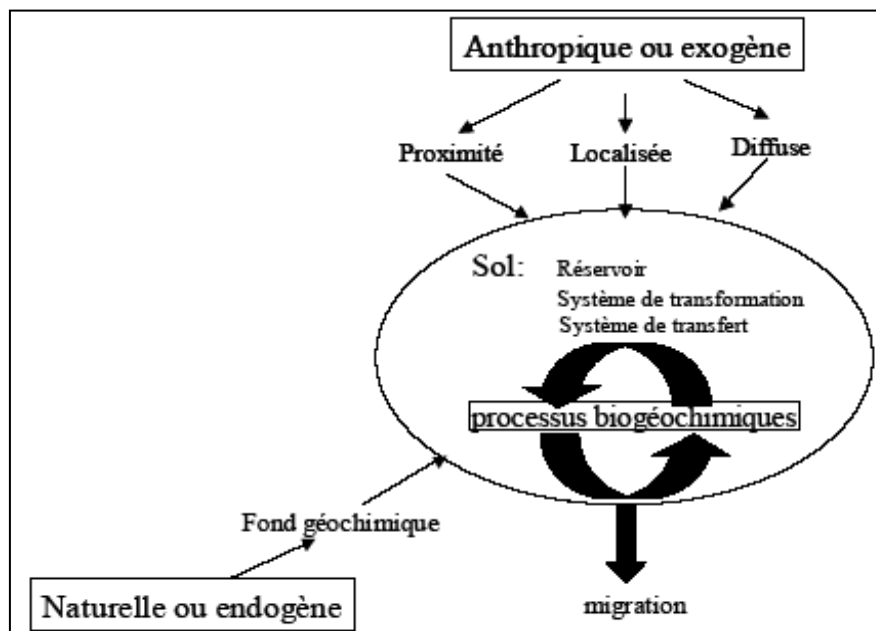 Anthropique ou exogène
Proximité Localisée Diffuse
Sol: Réservoir
Système de transformation
Système de transfert
processus biogéochimiques
Fond géochimique
Naturelle ou endogène
migration